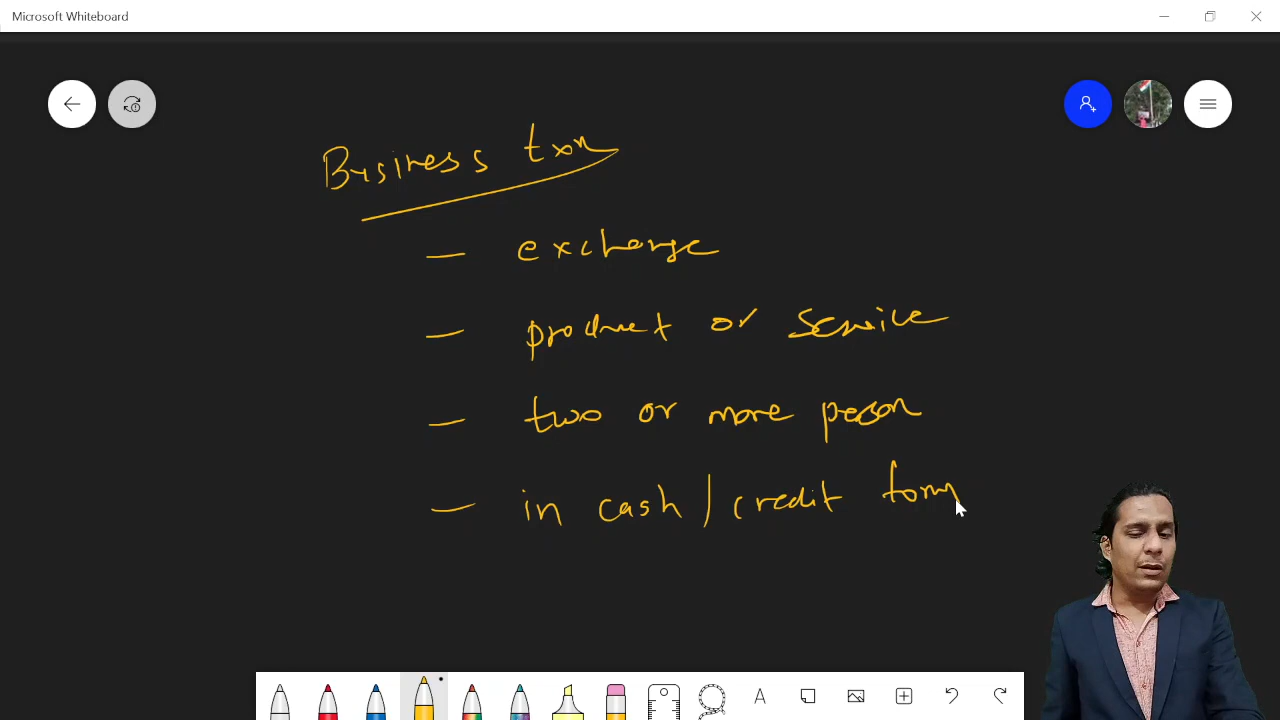 Microsoft Whiteboard
Business txn
— exchange
— product or service
— two or more person
— in cash / credit form